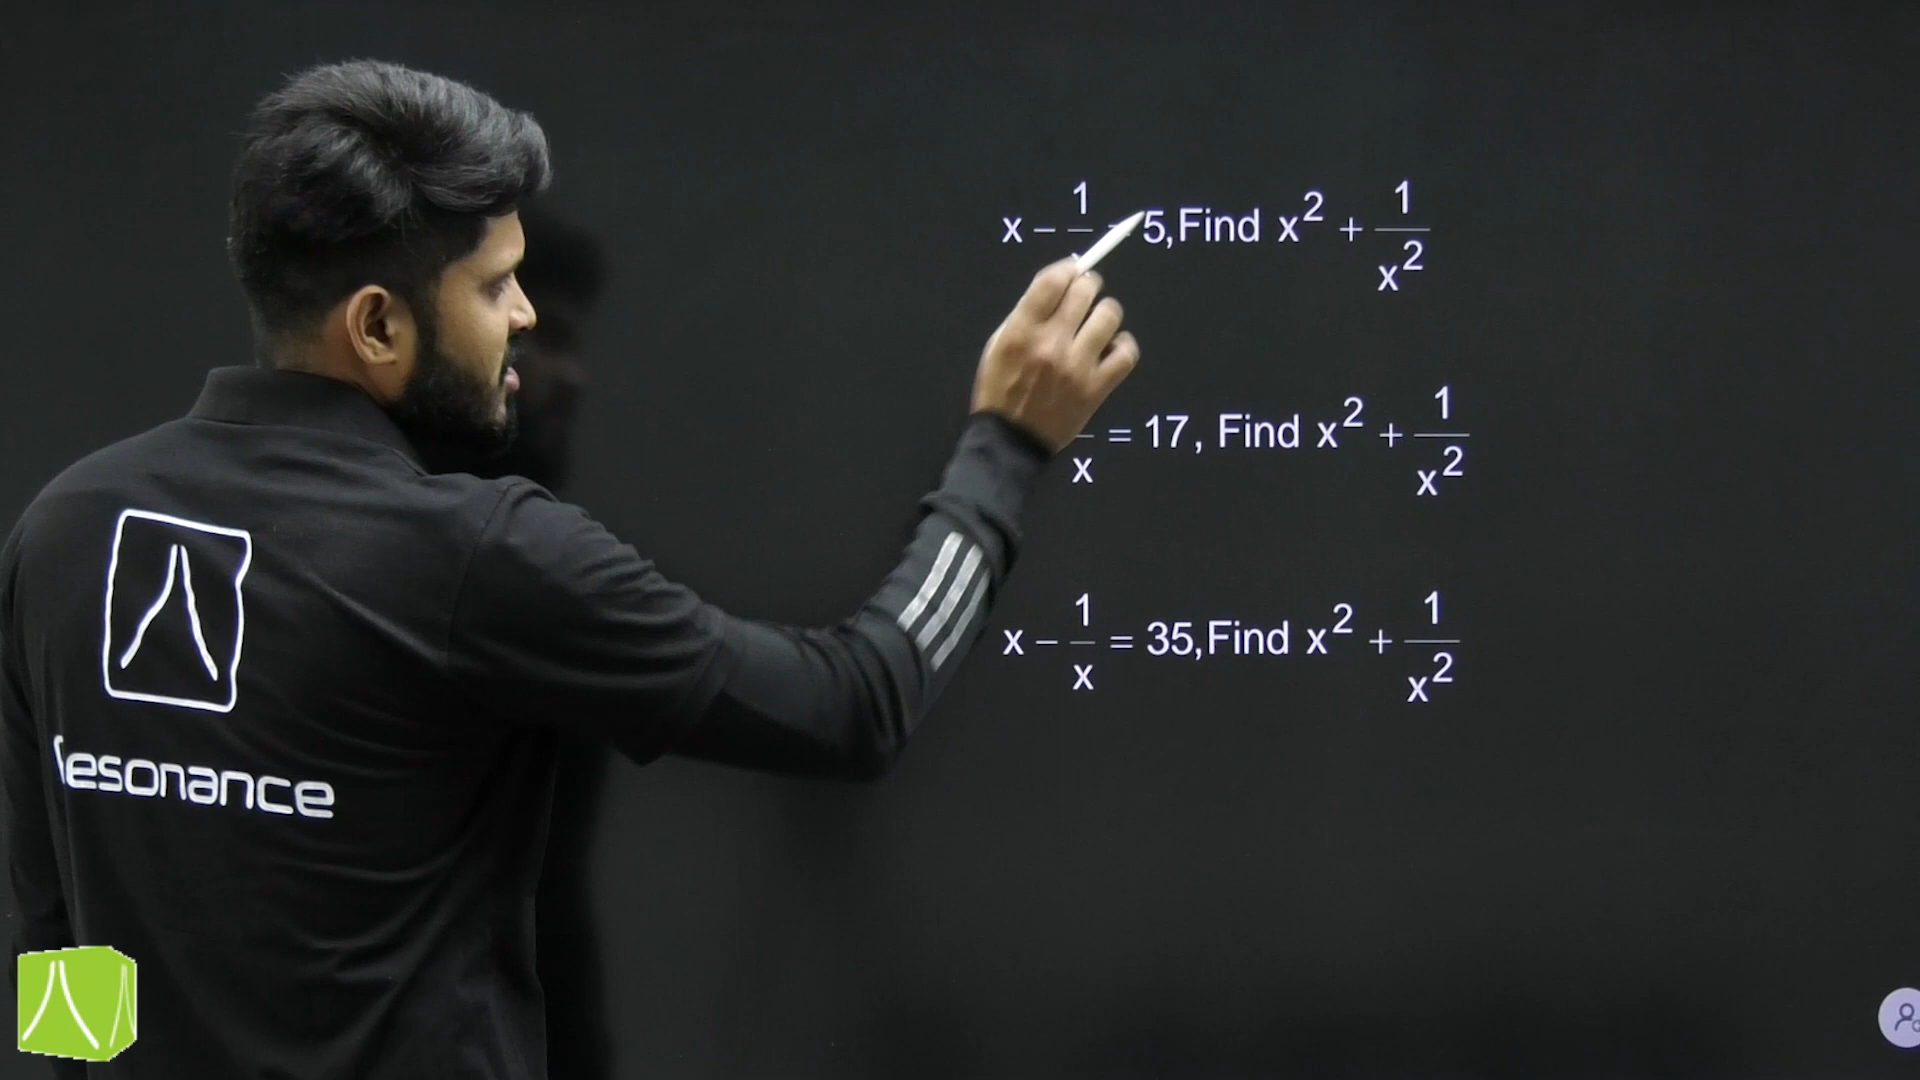 x - 1/ = 5, Find x² + 1/x²
/x = 17, Find x² + 1/x²
x - 1/x = 35, Find x² + 1/x²
esonance